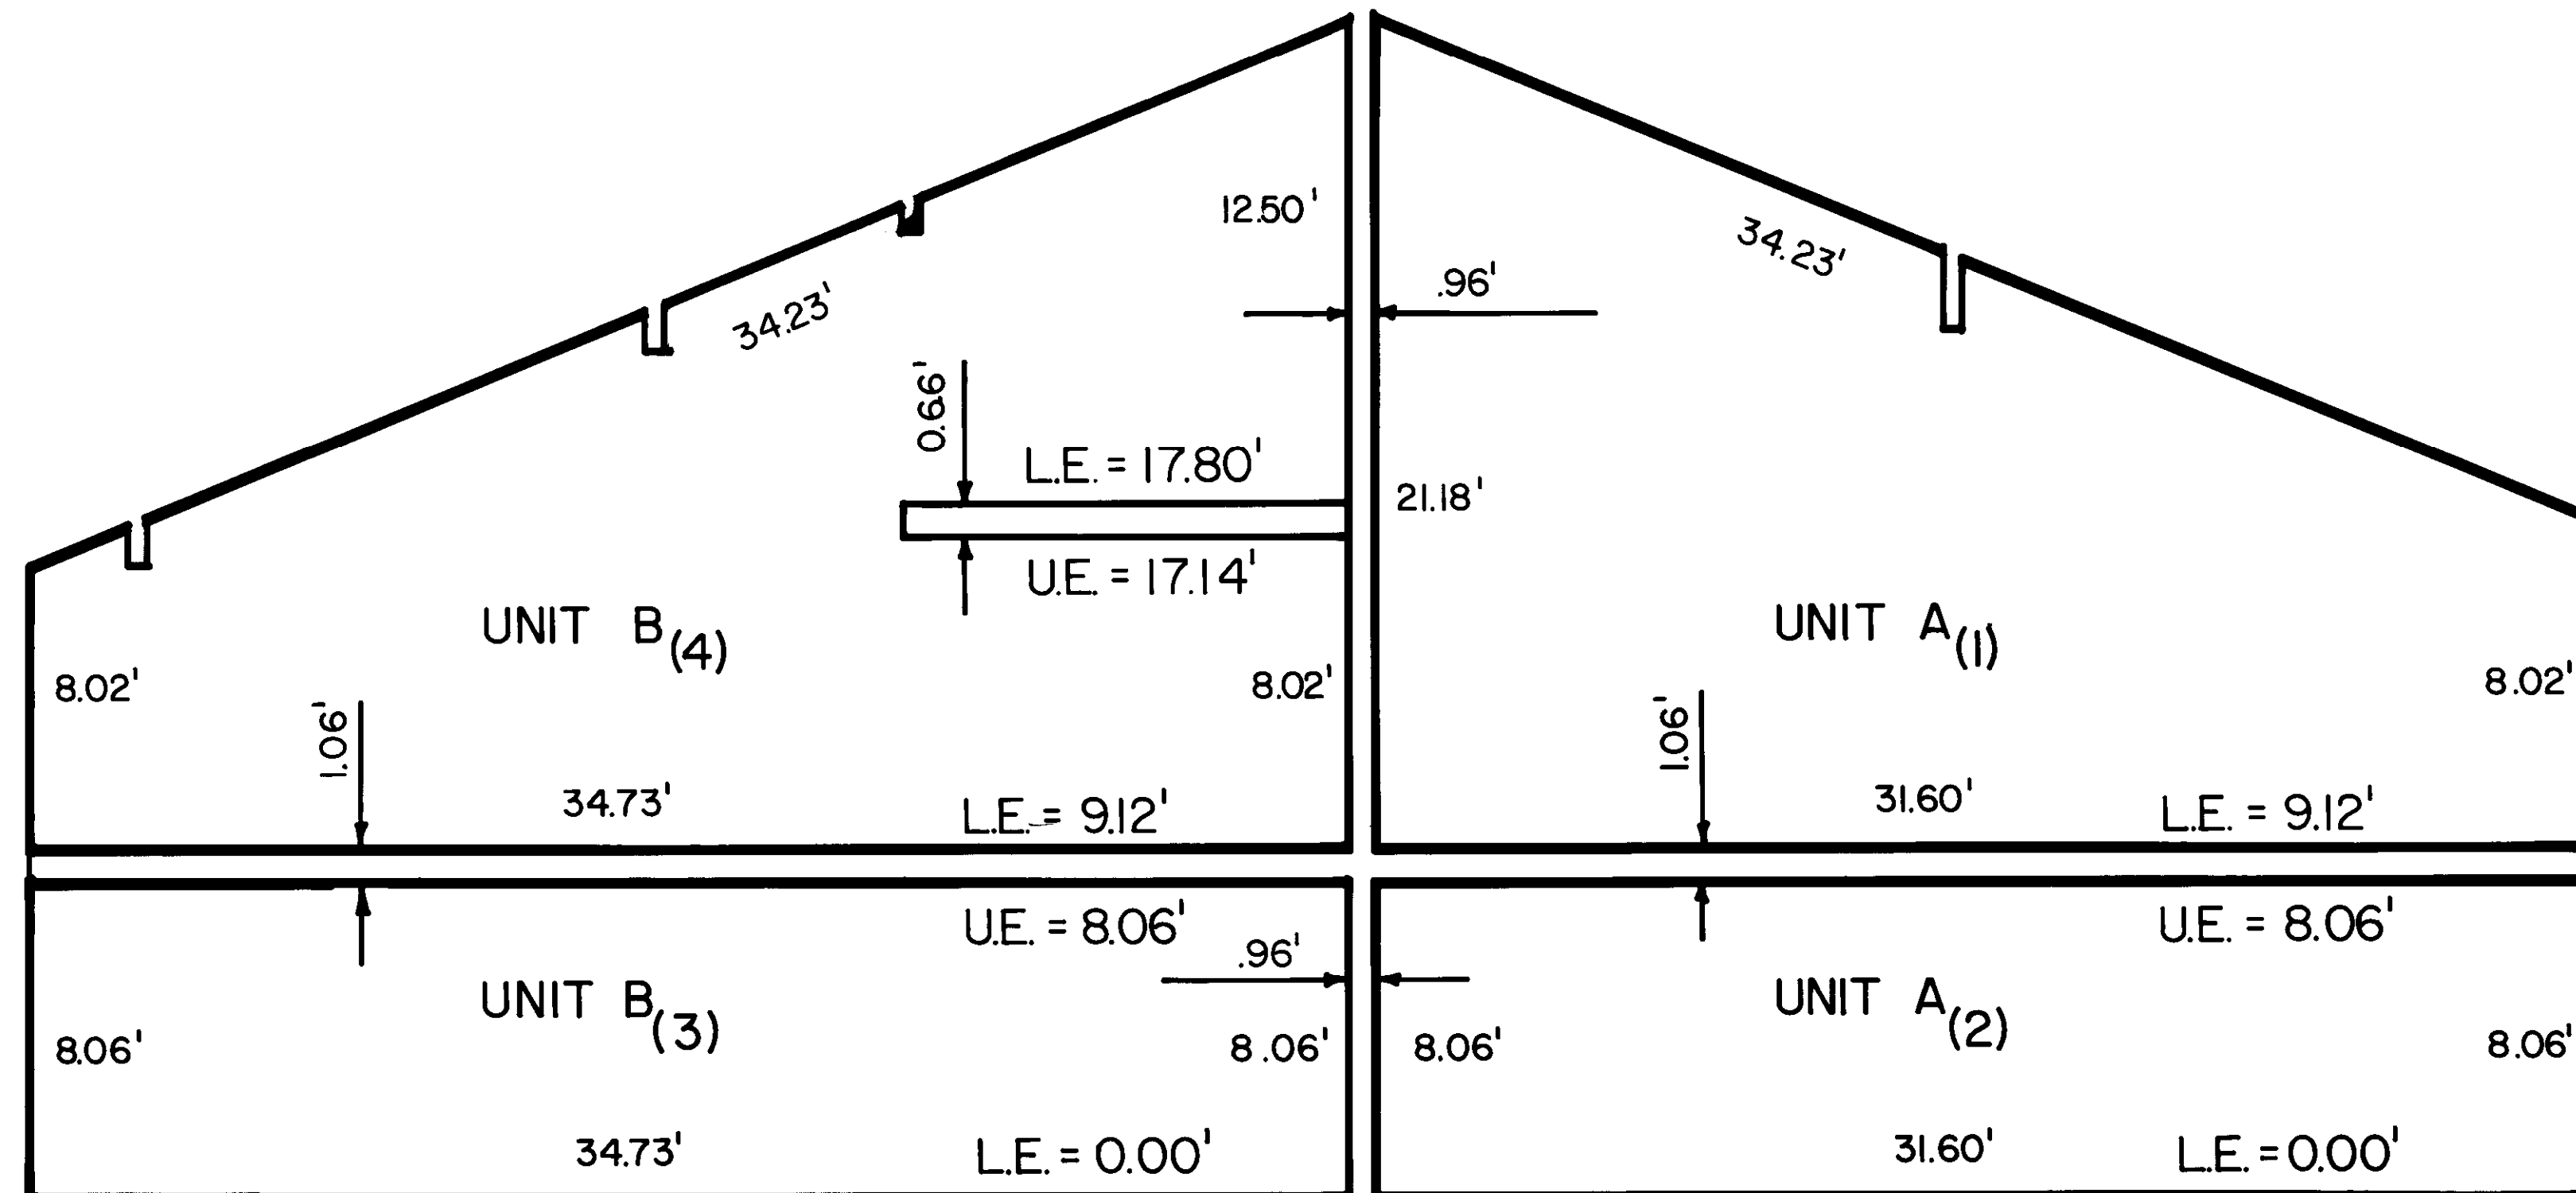 12.50'
34.23'
.96'
34.23'
0.66'
L.E. = 17.80'
21.18'
U.E. = 17.14'
UNIT B(4)
UNIT A(1)
8.02'
8.02'
8.02'
1.06'
1.06'
34.73'
L.E. = 9.12'
31.60'
L.E. = 9.12'
U.E. = 8.06'
U.E. = 8.06'
.96'
UNIT B(3)
UNIT A(2)
8.06'
8.06'
8.06'
8.06'
34.73'
L.E. = 0.00'
31.60'
L.E. = 0.00'